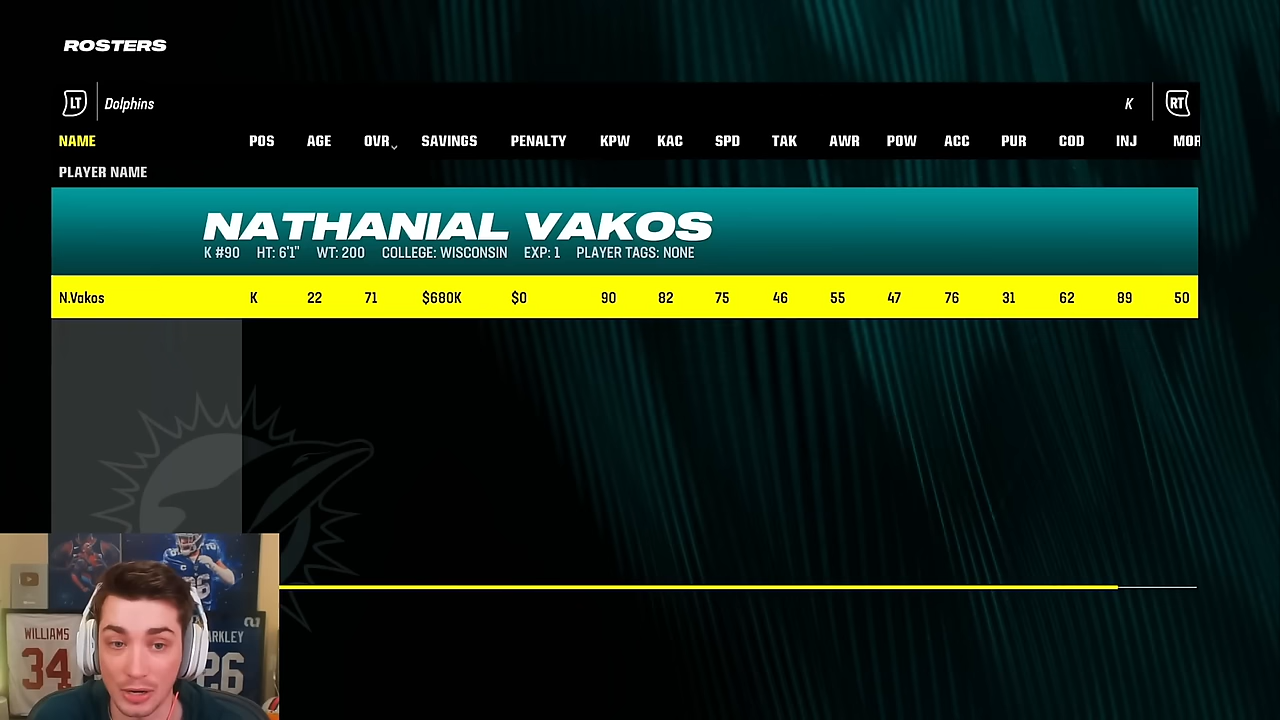 ROSTERS
LT Dolphins K RT
NAME POS AGE OVR SAVINGS PENALTY KPW KAC SPD TAK AWR POW ACC PUR COD INJ MOR
PLAYER NAME
NATHANIAL VAKOS
K #90 HT: 6'1" WT: 200 COLLEGE: WISCONSIN EXP: 1 PLAYER TAGS: NONE
N.Vakos K 22 71 $680K $0 90 82 75 46 55 47 76 31 62 89 50
WILLIAMS
34
ARKLEY
26